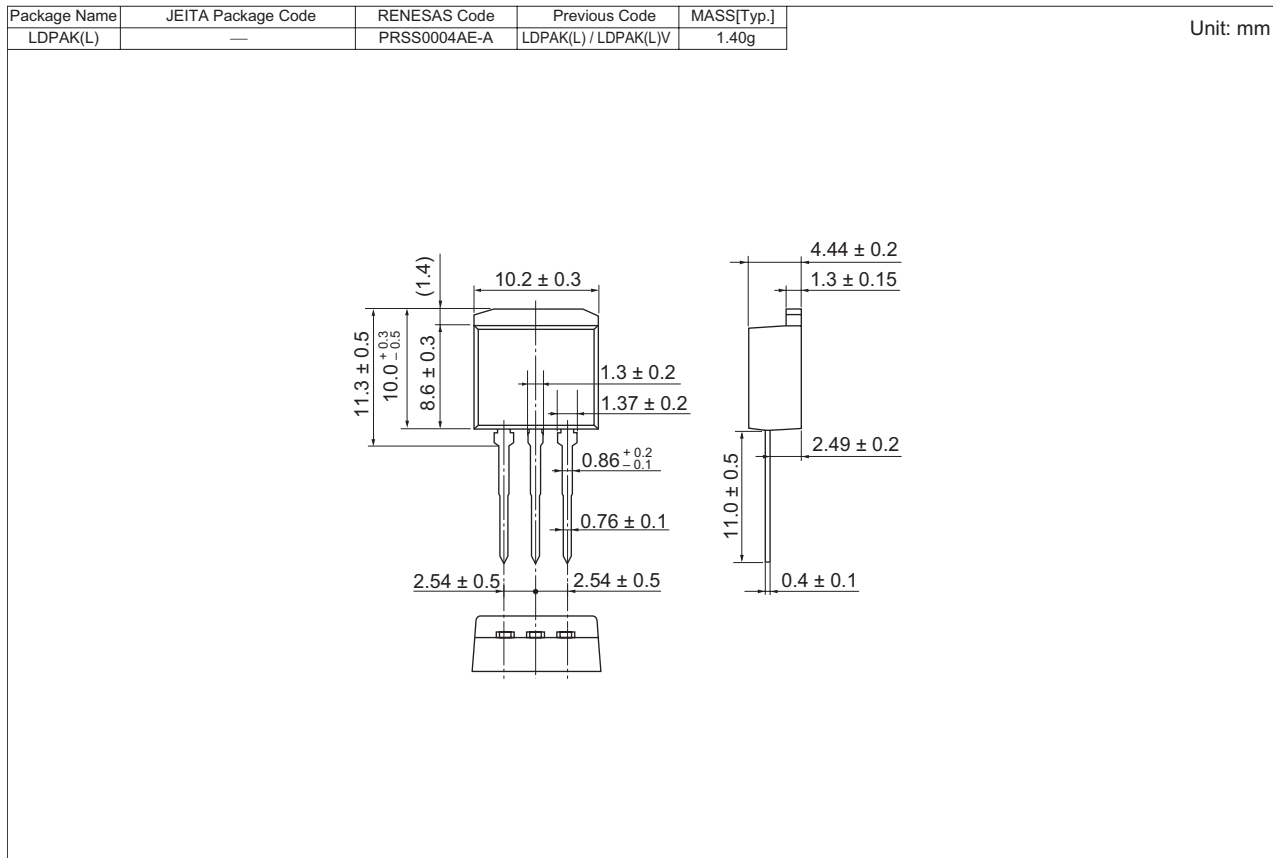 Package Name JEITA Package Code RENESAS Code Previous Code MASS[Typ.]
LDPAK(L) — PRSS0004AE-A LDPAK(L) / LDPAK(L)V 1.40g
Unit: mm
4.44 ± 0.2
1.3 ± 0.15
(1.4)
10.2 ± 0.3
11.3 ± 0.5
10.0 + 0.3 − 0.5
8.6 ± 0.3
1.3 ± 0.2
1.37 ± 0.2
0.86 + 0.2 − 0.1
0.76 ± 0.1
2.49 ± 0.2
11.0 ± 0.5
2.54 ± 0.5 2.54 ± 0.5
0.4 ± 0.1